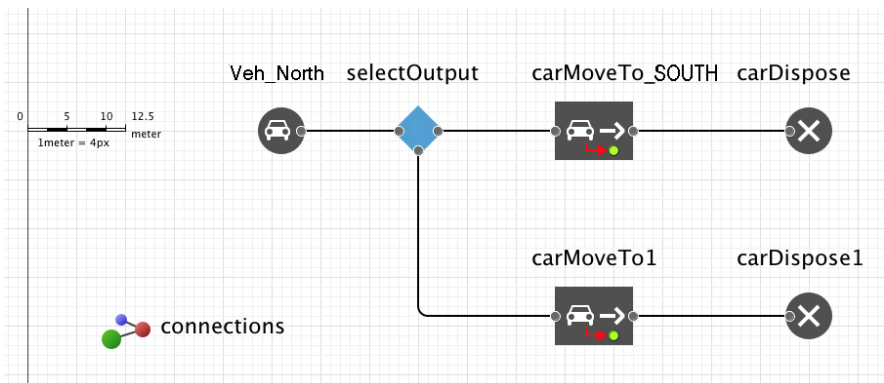 Veh_North selectOutput carMoveTo_SOUTH carDispose
0 5 10 12.5
meter
1meter = 4px
carMoveTo1 carDispose1
connections